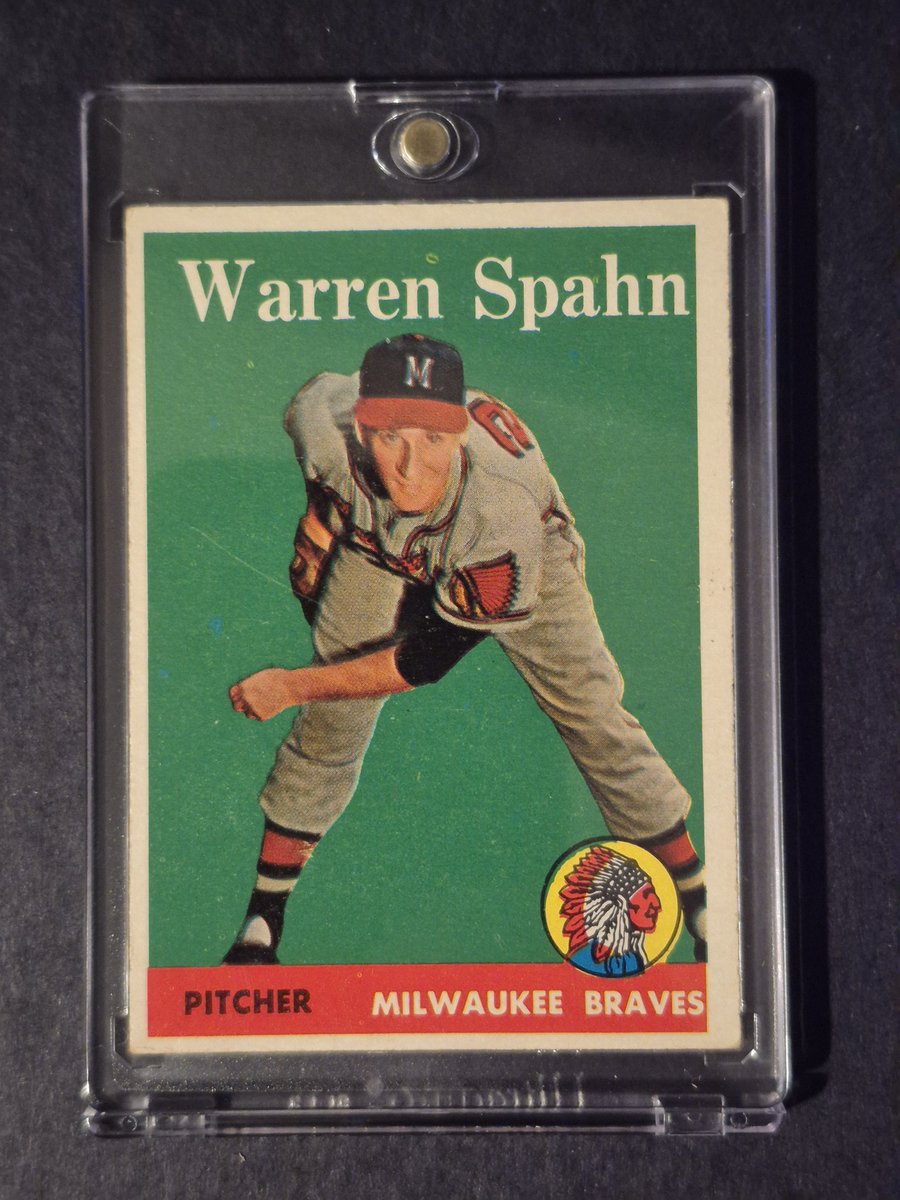 Warren Spahn
M
PITCHER MILWAUKEE BRAVES